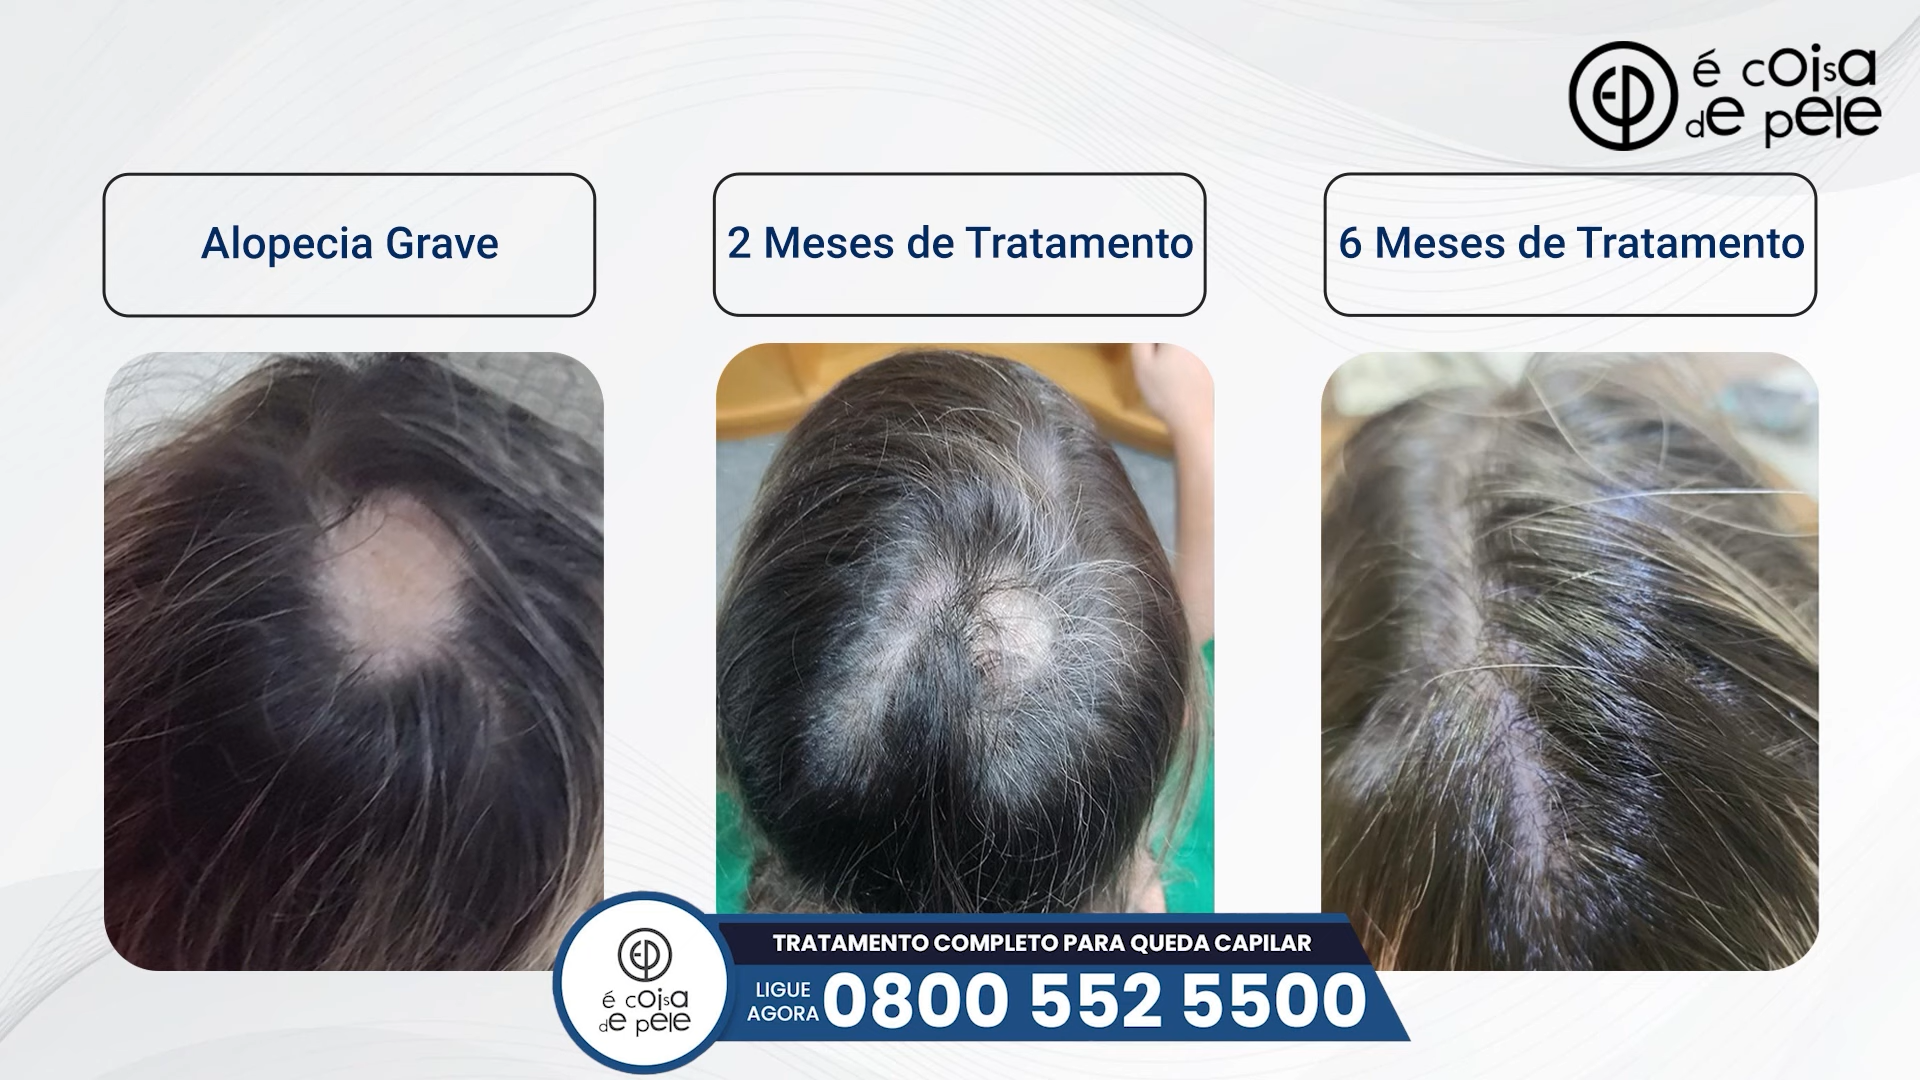 é coisa
de pele
Alopecia Grave
2 Meses de Tratamento
6 Meses de Tratamento
é coisa
de pele
TRATAMENTO COMPLETO PARA QUEDA CAPILAR
LIGUE
AGORA
0800 552 5500